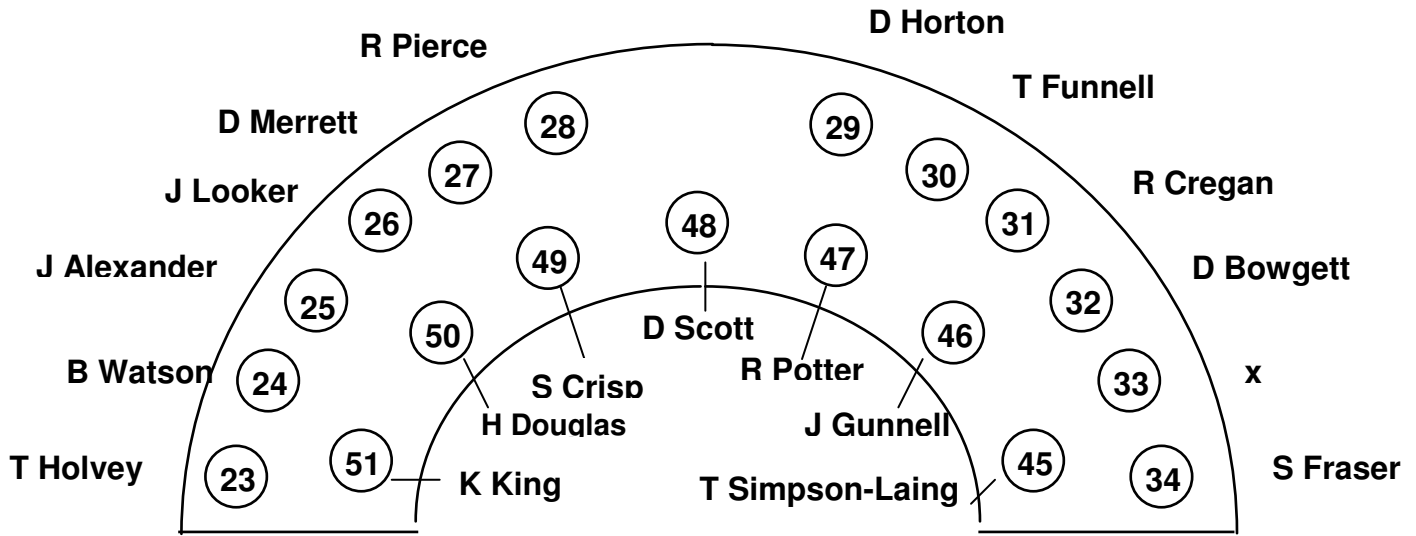 D Horton
R Pierce
T Funnell
D Merrett
28
29
27
30
J Looker
R Cregan
26
48
31
49
47
J Alexander
D Bowgett
25
32
50
D Scott
46
B Watson
24
S Crisp
R Potter
33
x
H Douglas
J Gunnell
T Holvey
23
51
K King
T Simpson-Laing
45
34
S Fraser